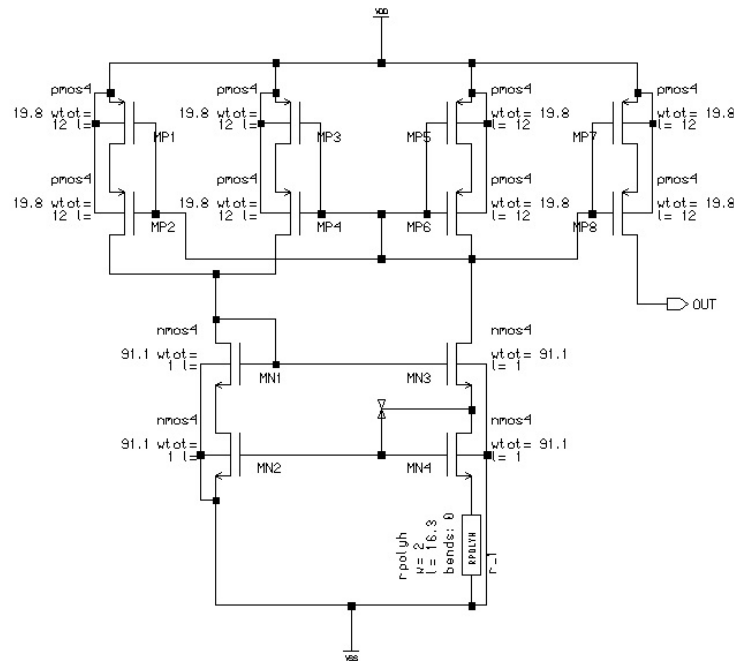 VDD
pmos4
19.8 wtot=
12 l=
MP1
pmos4
19.8 wtot=
12 l=
MP3
pmos4
wtot= 19.8
l= 12
MP5
pmos4
wtot= 19.8
l= 12
MP7
pmos4
19.8 wtot=
12 l=
MP2
pmos4
19.8 wtot=
12 l=
MP4
pmos4
wtot= 19.8
l= 12
MP6
pmos4
wtot= 19.8
l= 12
MP8
OUT
nmos4
91.1 wtot=
1 l=
MN1
nmos4
wtot= 91.1
l= 1
MN3
nmos4
91.1 wtot=
1 l=
MN2
nmos4
wtot= 91.1
l= 1
MN4
rpolyh
w= 2
l= 16.3
bends: 0
RPOLYH
r_1
VSS